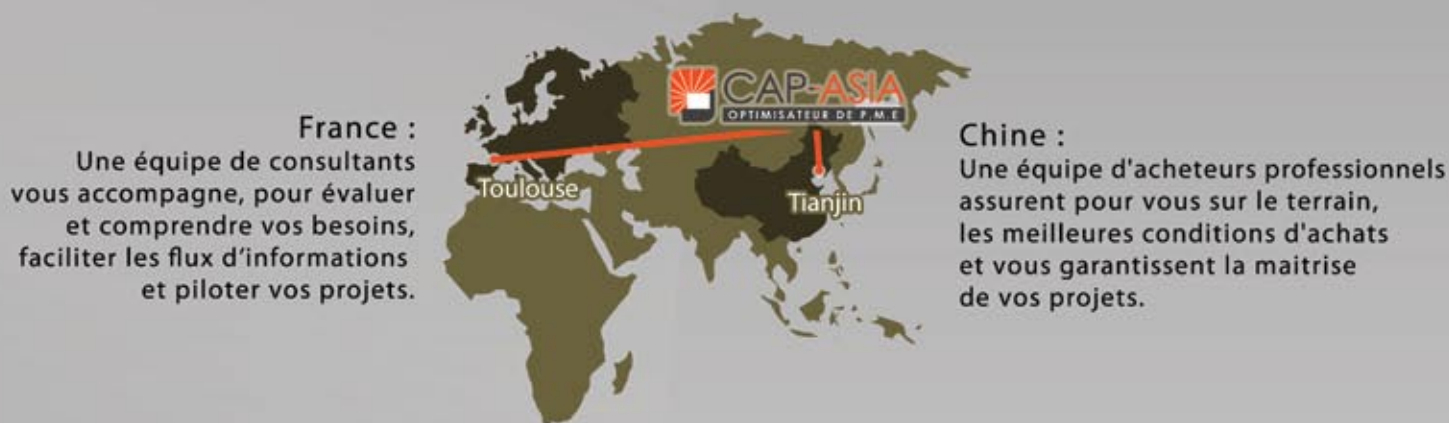 France :
Une équipe de consultants
vous accompagne, pour évaluer
et comprendre vos besoins,
faciliter les flux d'informations
et piloter vos projets.
CAP-ASIA
OPTIMISATEUR DE P.M.E
Toulouse
Tianjin
Chine :
Une équipe d'acheteurs professionnels
assurent pour vous sur le terrain,
les meilleures conditions d'achats
et vous garantissent la maitrise
de vos projets.